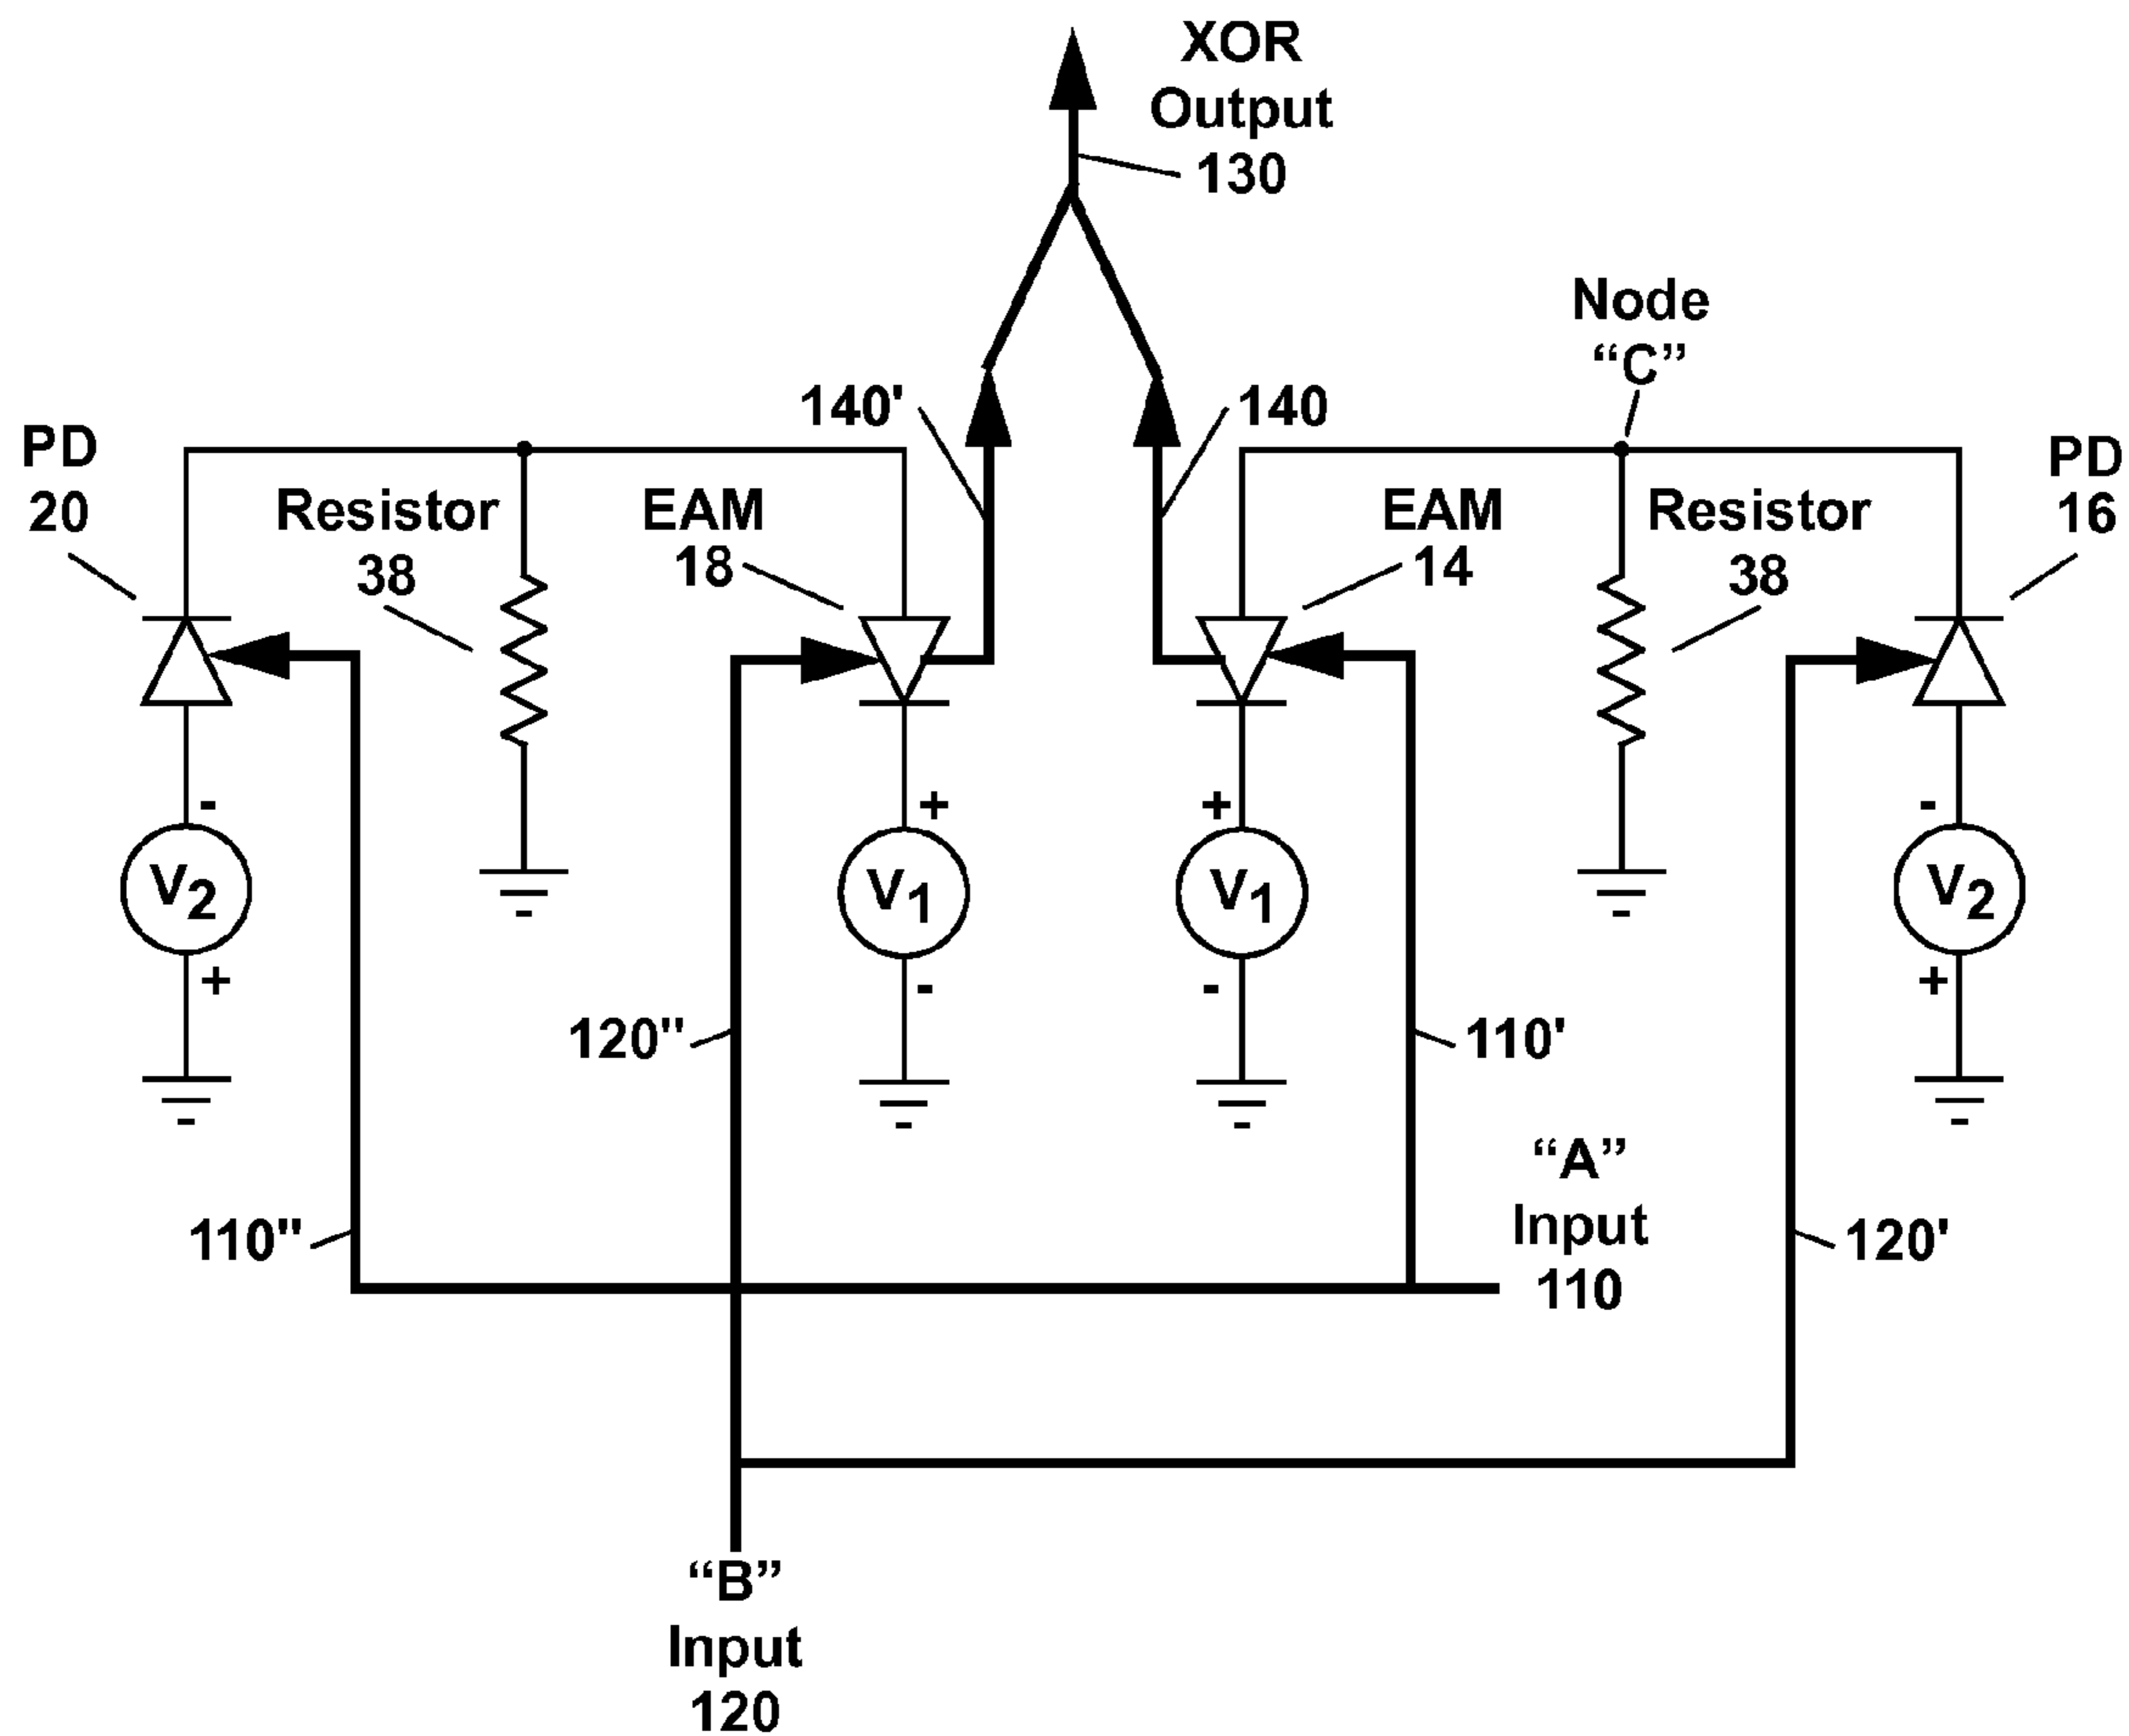 XOR
Output
130
Node
“C”
140'
140
PD
20
Resistor
38
EAM
18
EAM
14
Resistor
38
PD
16
-
+
+
-
V2
V1
V1
V2
+
-
-
+
120"
110'
“A”
Input
110
110"
120'
“B”
Input
120